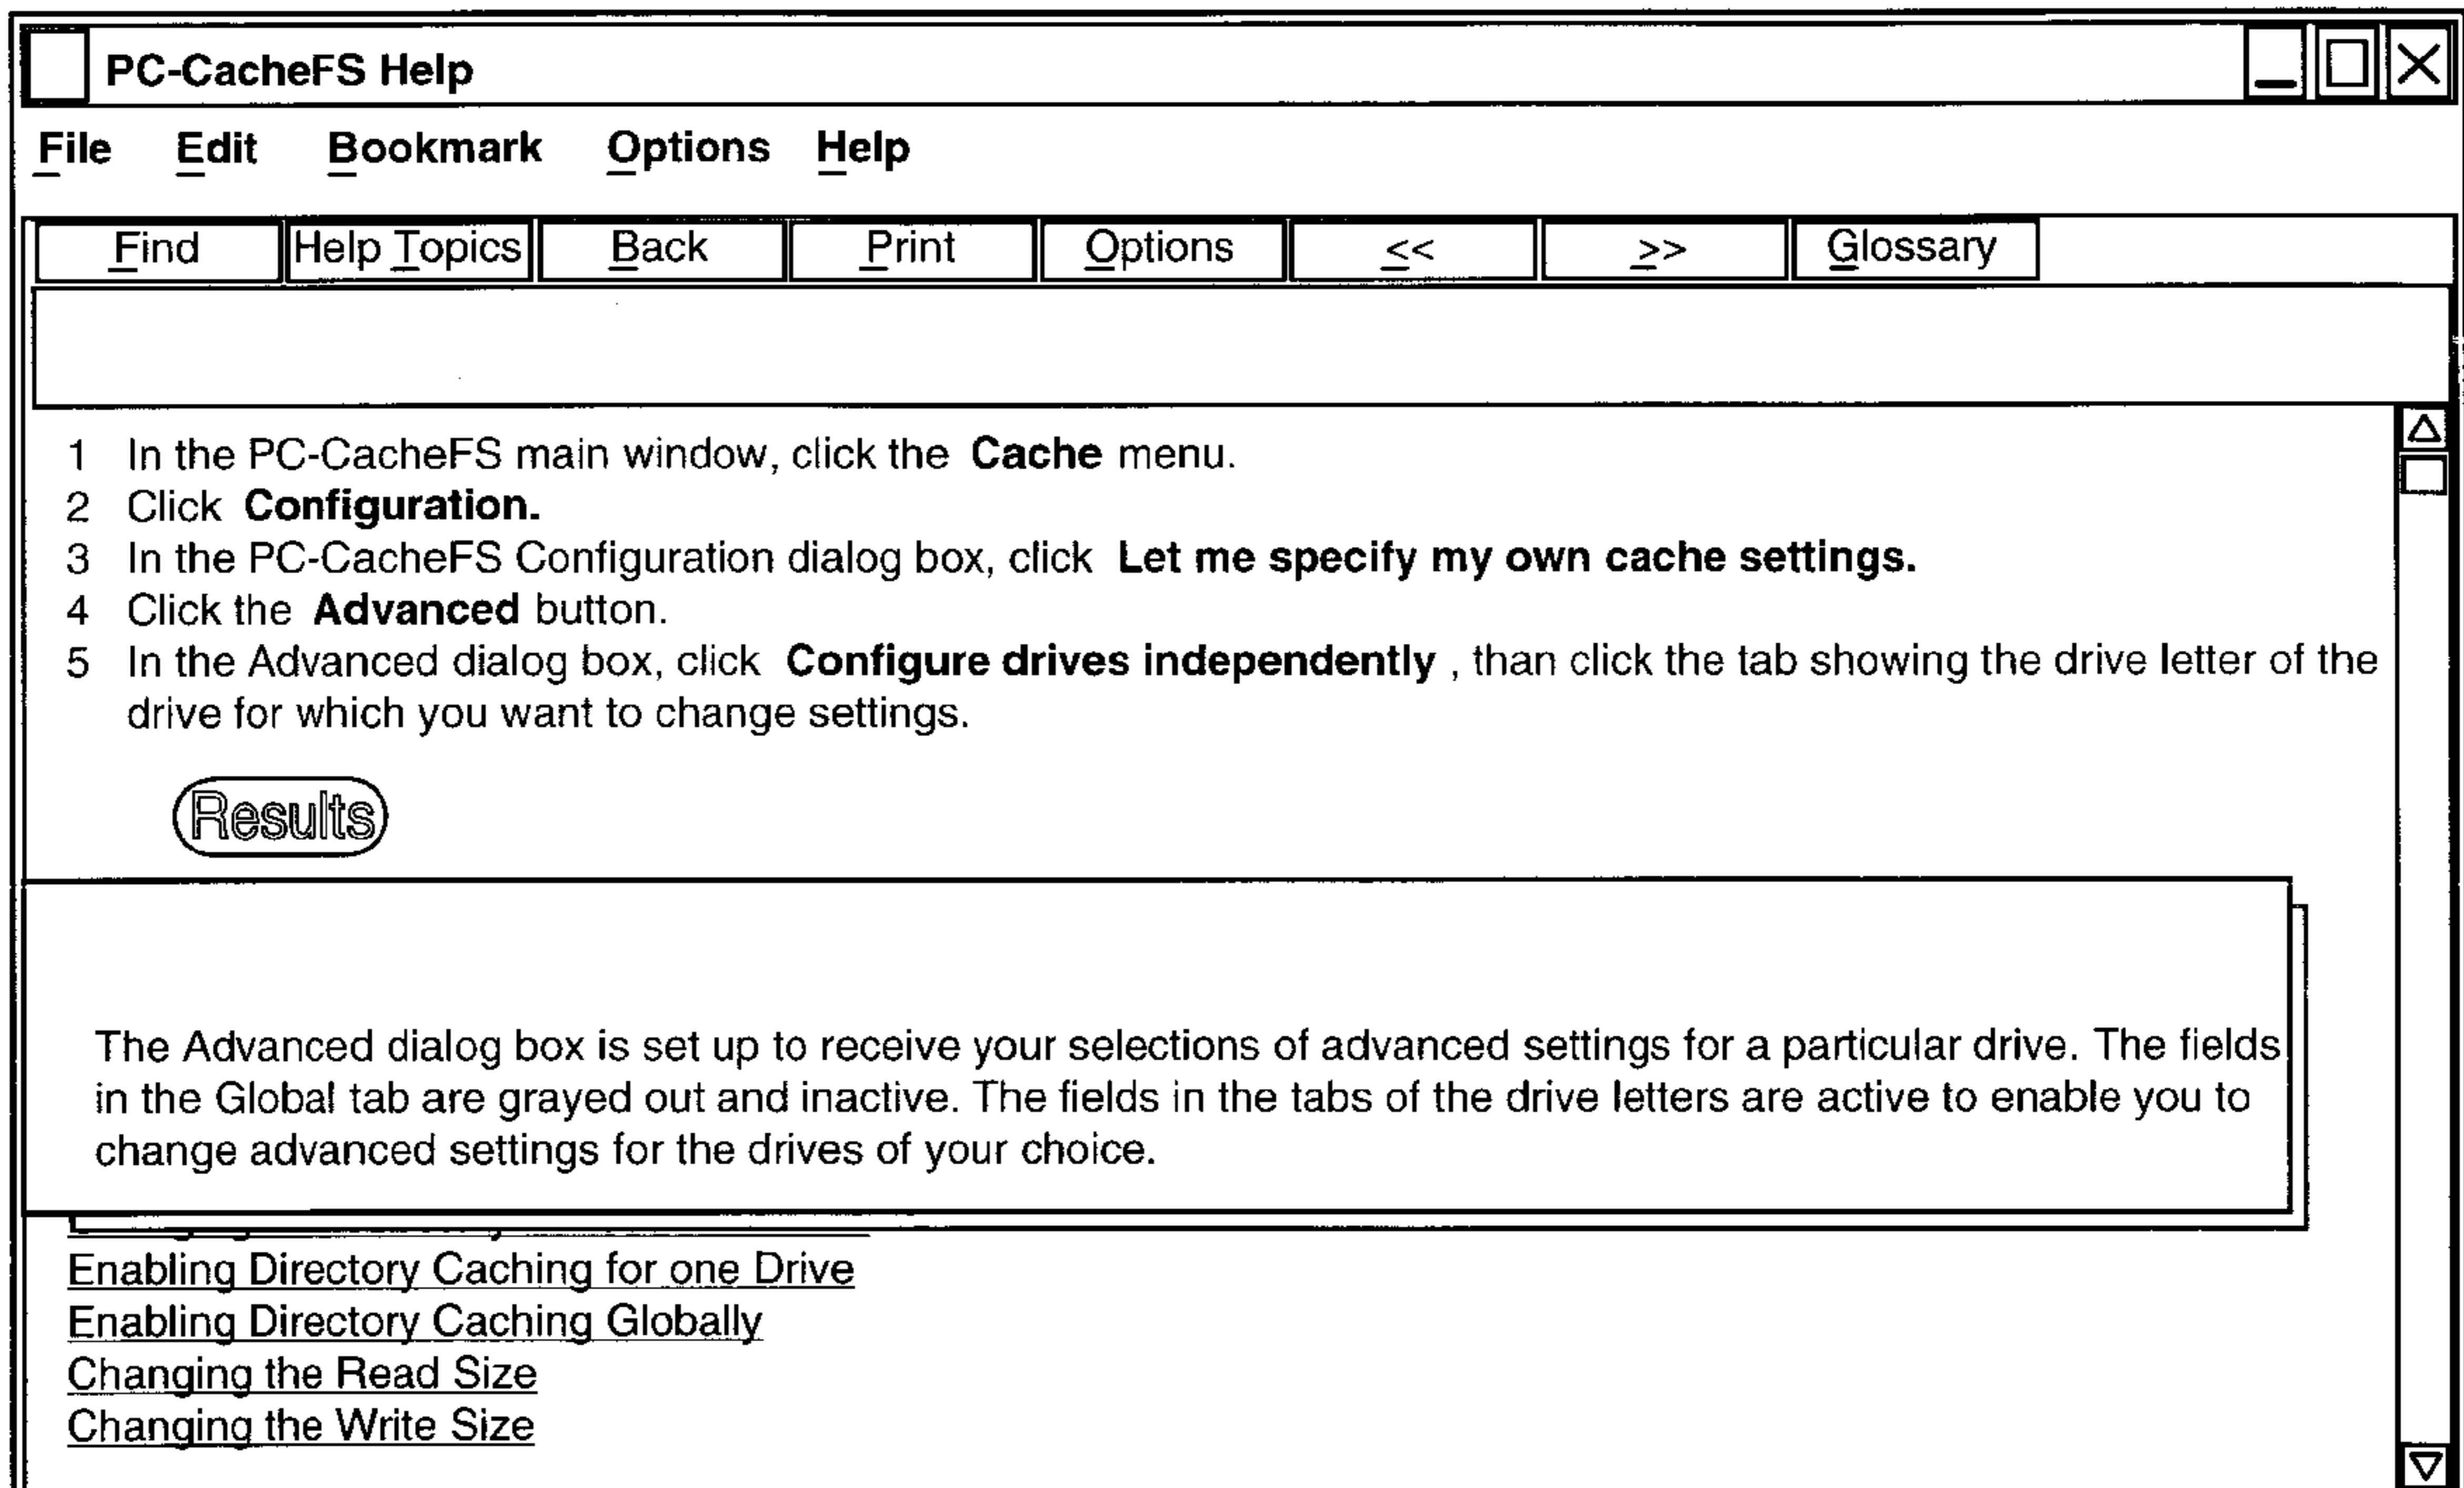 PC-CacheFS Help
File Edit Bookmark Options Help
Find Help Topics Back Print Options << >> Glossary
1 In the PC-CacheFS main window, click the Cache menu.
2 Click Configuration.
3 In the PC-CacheFS Configuration dialog box, click Let me specify my own cache settings.
4 Click the Advanced button.
5 In the Advanced dialog box, click Configure drives independently , than click the tab showing the drive letter of the
drive for which you want to change settings.
Results
The Advanced dialog box is set up to receive your selections of advanced settings for a particular drive. The fields
in the Global tab are grayed out and inactive. The fields in the tabs of the drive letters are active to enable you to
change advanced settings for the drives of your choice.
Enabling Directory Caching for one Drive
Enabling Directory Caching Globally
Changing the Read Size
Changing the Write Size